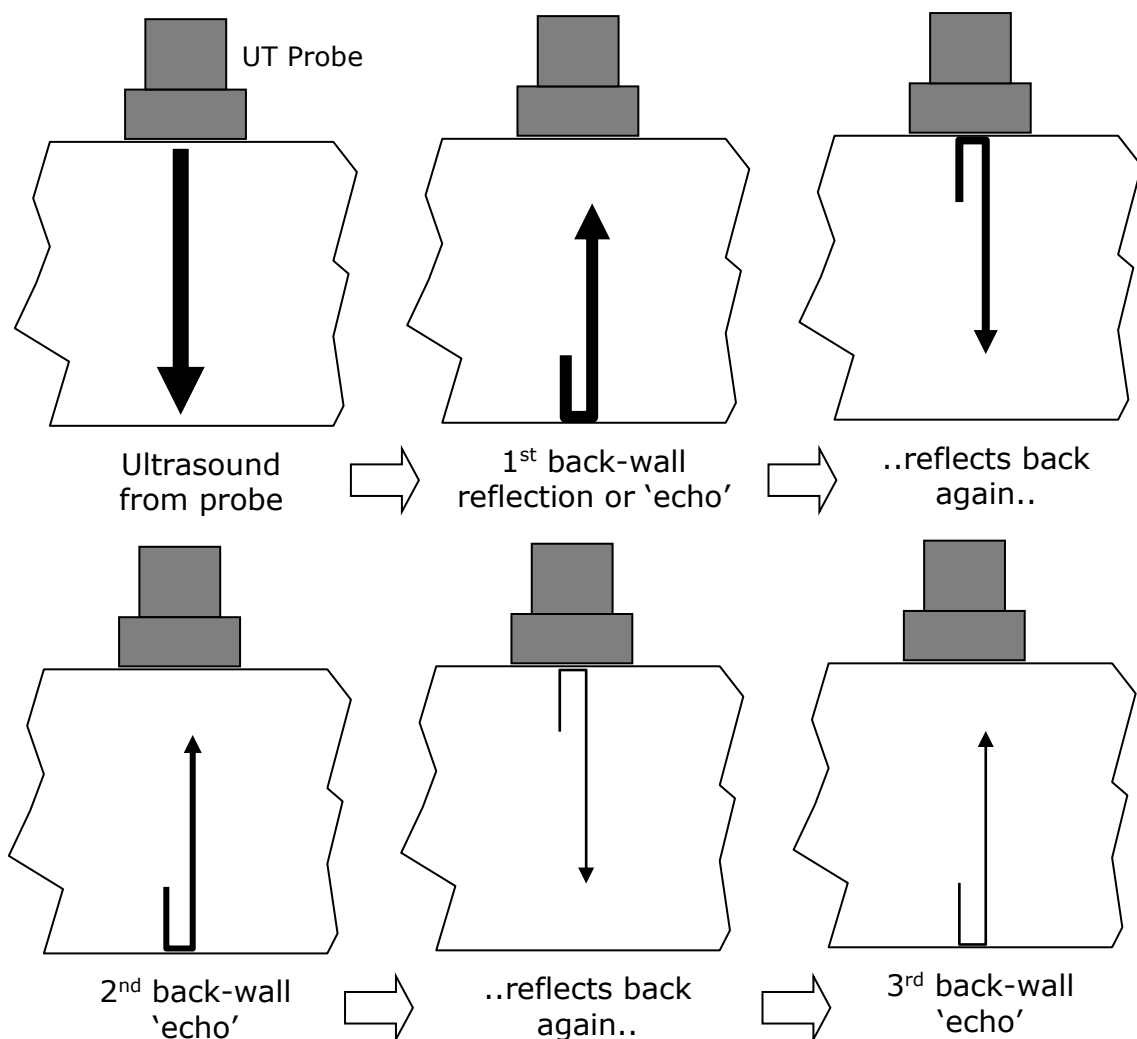 UT Probe
Ultrasound
from probe
1st back-wall
reflection or ‘echo’
..reflects back
again..
2nd back-wall
‘echo’
..reflects back
again..
3rd back-wall
‘echo’